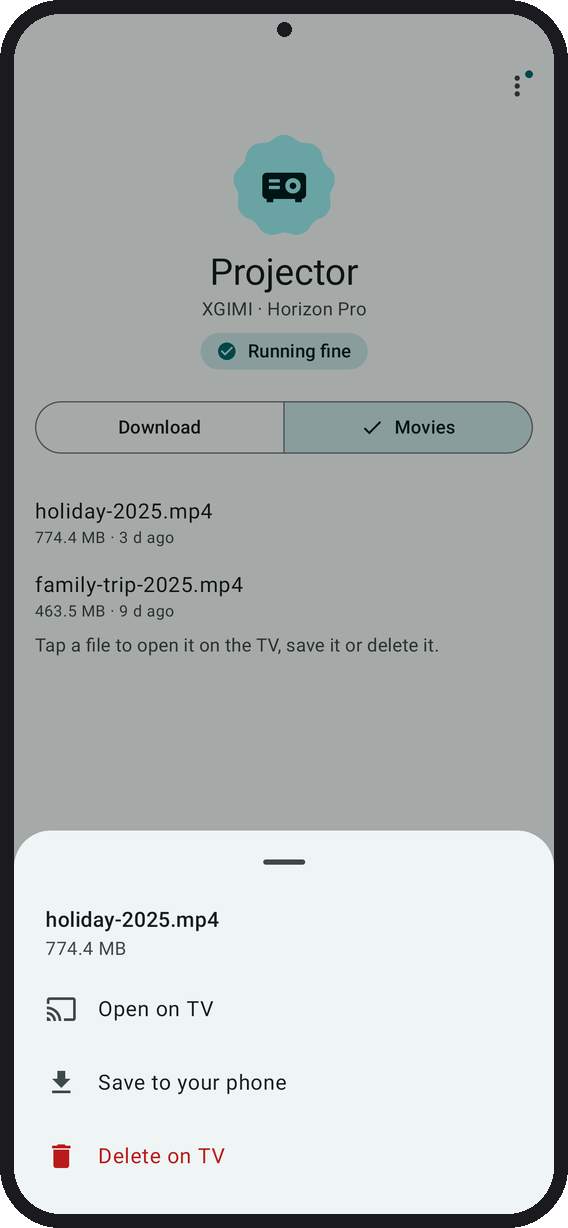 Projector
XGIMI · Horizon Pro
Running fine
Download
Movies
holiday-2025.mp4
774.4 MB · 3 d ago
family-trip-2025.mp4
463.5 MB · 9 d ago
Tap a file to open it on the TV, save it or delete it.
holiday-2025.mp4
774.4 MB
Open on TV
Save to your phone
Delete on TV